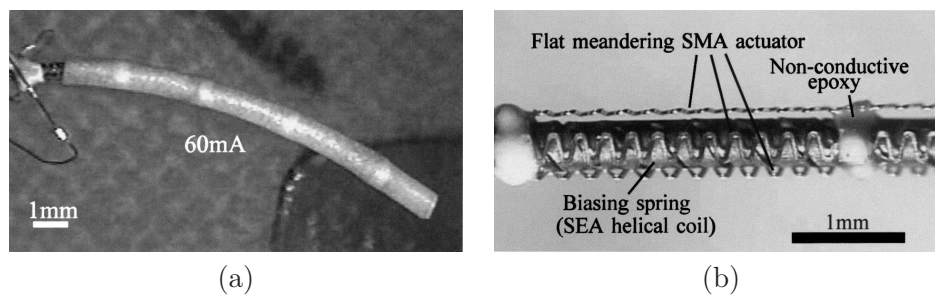 60mA
1mm
(a)
Flat meandering SMA actuator
Non-conductive
epoxy
Biasing spring
(SEA helical coil)
1mm
(b)